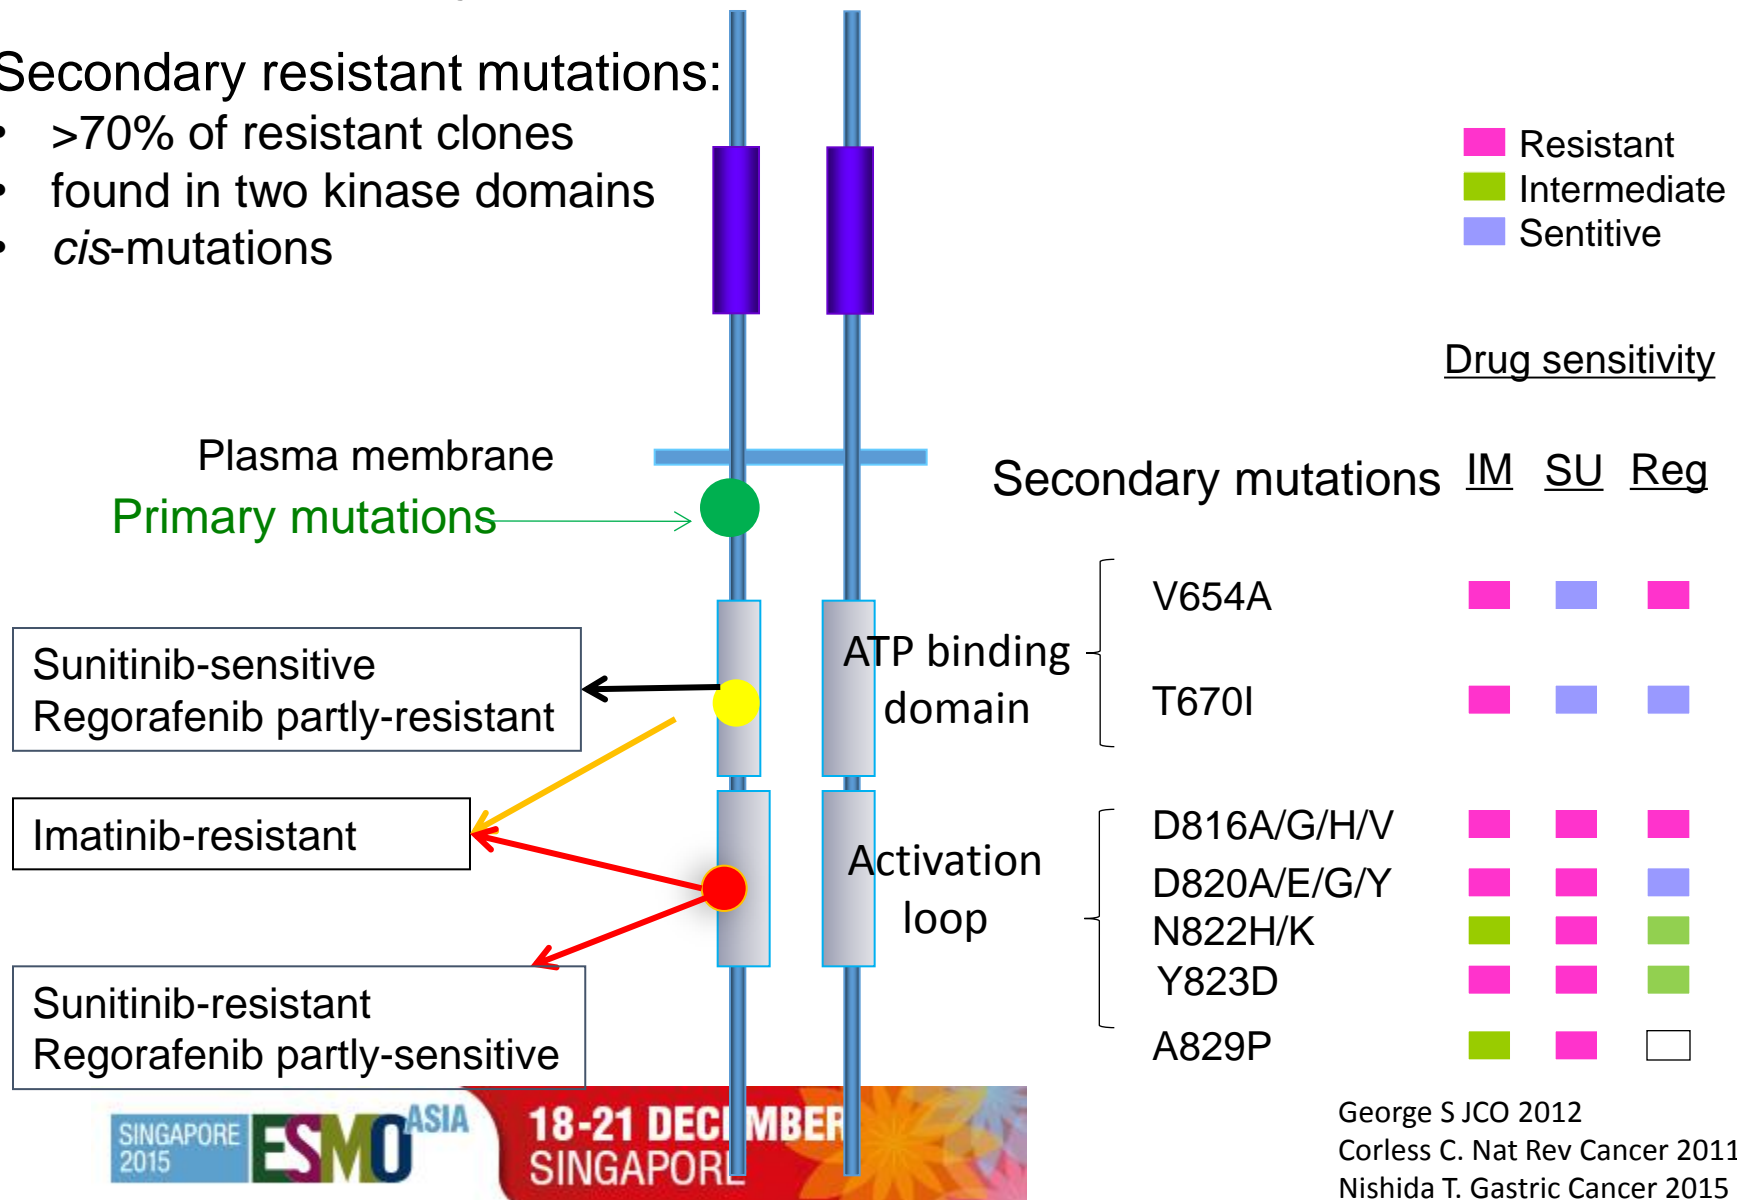 Secondary resistant mutations:
• >70% of resistant clones
• found in two kinase domains
• cis-mutations
Resistant
Intermediate
Sentitive
Drug sensitivity
Plasma membrane
Primary mutations
Secondary mutations IM SU Reg
Sunitinib-sensitive
Regorafenib partly-resistant
Imatinib-resistant
Sunitinib-resistant
Regorafenib partly-sensitive
ATP binding
domain
Activation
loop
V654A
T670I
D816A/G/H/V
D820A/E/G/Y
N822H/K
Y823D
A829P
SINGAPORE
2015
ESMO ASIA
18-21 DECEMBER
SINGAPORE
George S JCO 2012
Corless C. Nat Rev Cancer 2011
Nishida T. Gastric Cancer 2015